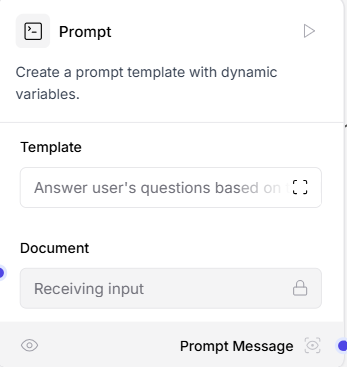 Prompt
Create a prompt template with dynamic
variables.
Template
Answer user's questions based on
Document
Receiving input
Prompt Message